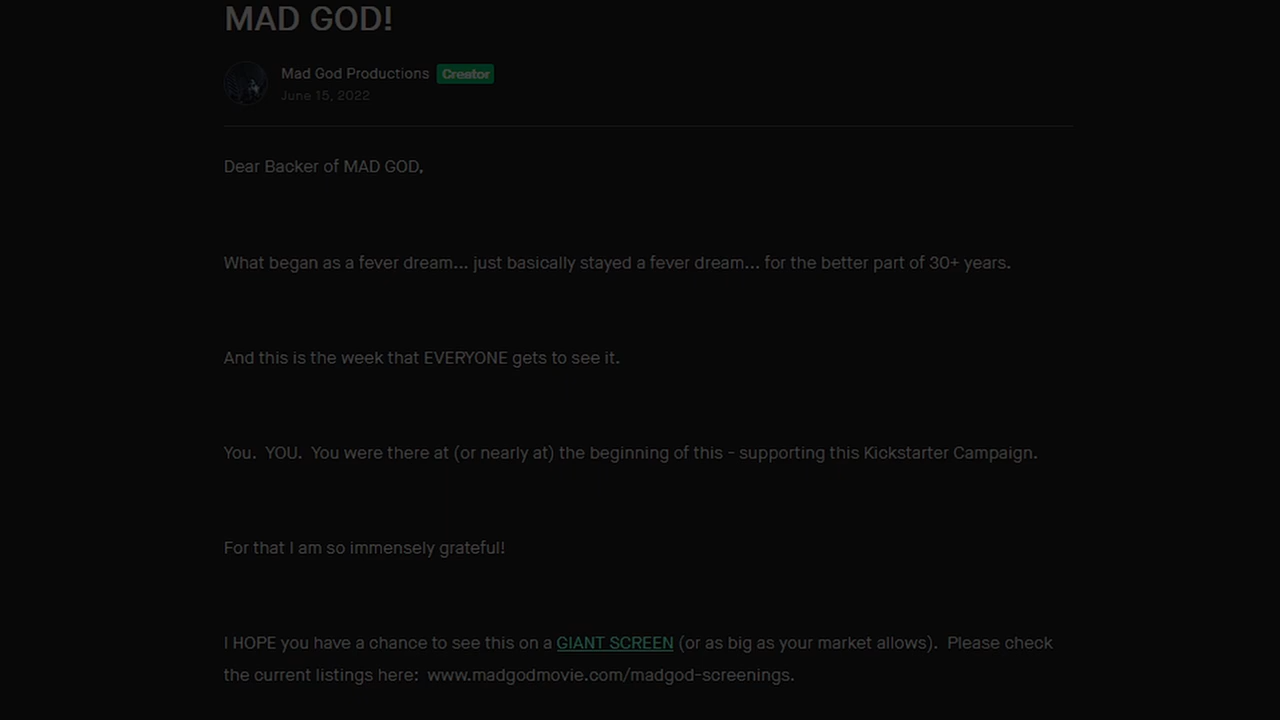 MAD GOD!
Mad God Productions Creator
June 15, 2022
Dear Backer of MAD GOD,
What began as a fever dream... just basically stayed a fever dream... for the better part of 30+ years.
And this is the week that EVERYONE gets to see it.
You.  YOU.  You were there at (or nearly at) the beginning of this - supporting this Kickstarter Campaign.
For that I am so immensely grateful!
I HOPE you have a chance to see this on a GIANT SCREEN (or as big as your market allows).  Please check
the current listings here:  www.madgodmovie.com/madgod-screenings.